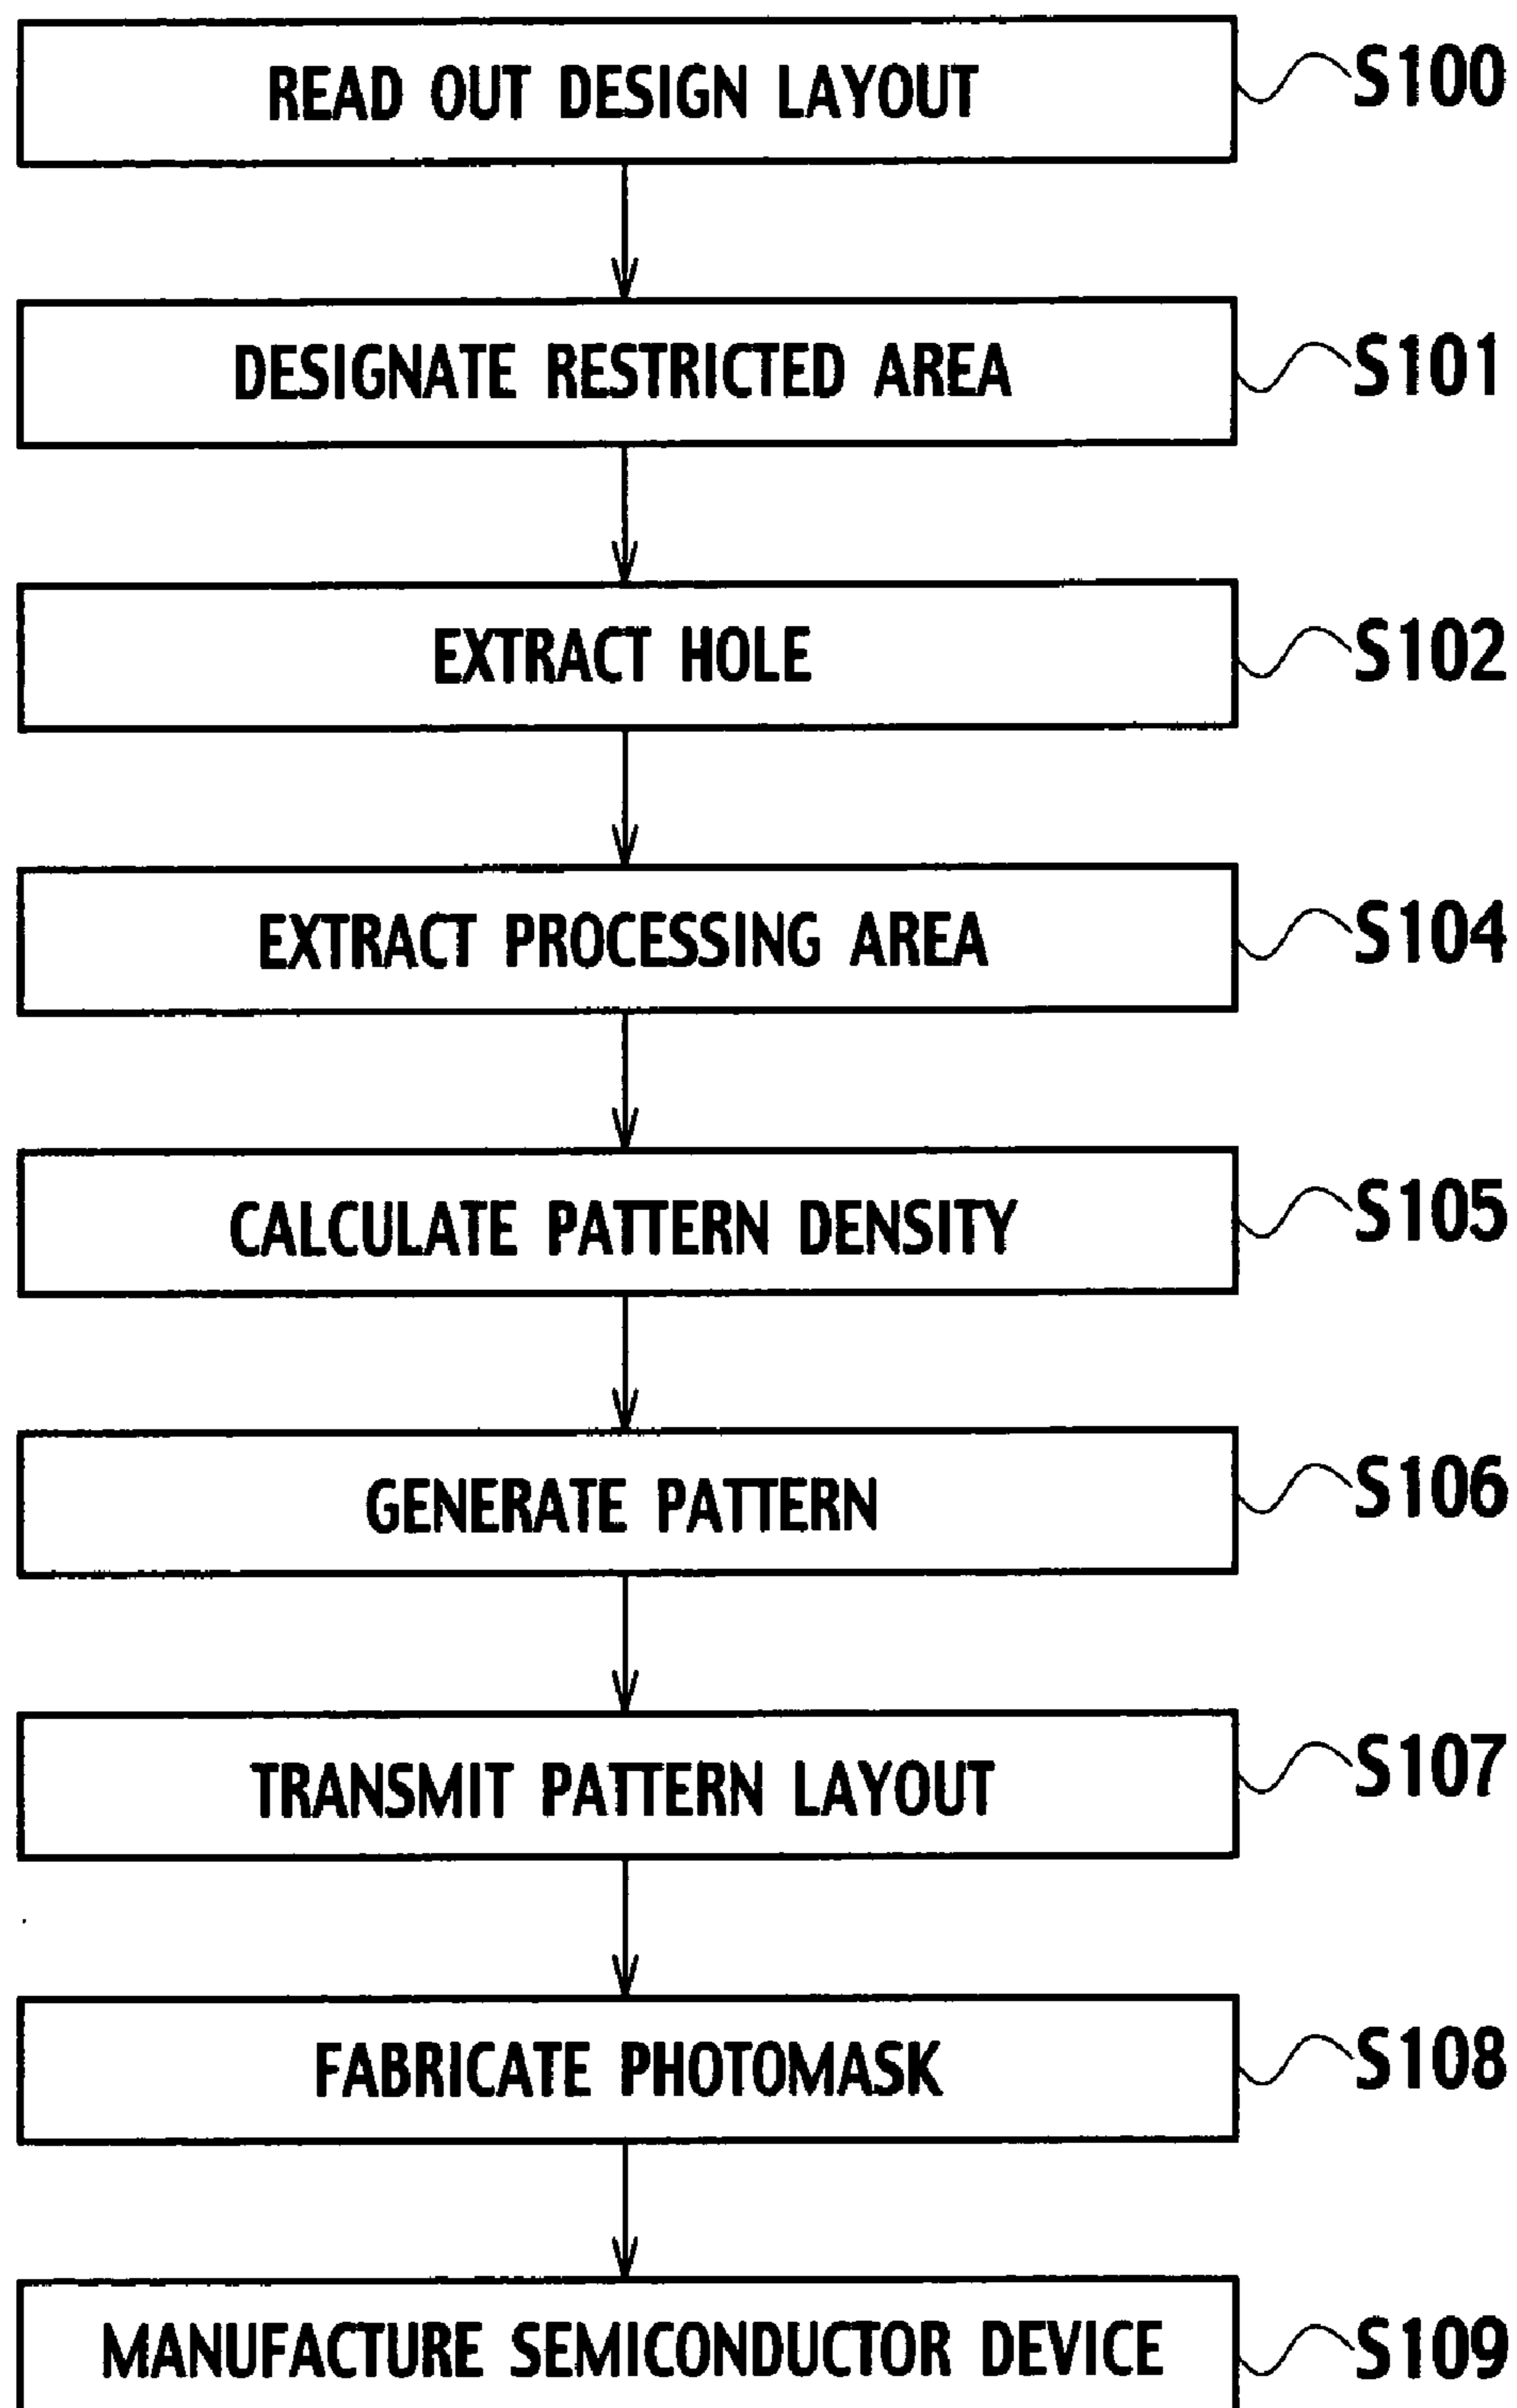 READ OUT DESIGN LAYOUT S100
DESIGNATE RESTRICTED AREA S101
EXTRACT HOLE S102
EXTRACT PROCESSING AREA S104
CALCULATE PATTERN DENSITY S105
GENERATE PATTERN S106
TRANSMIT PATTERN LAYOUT S107
FABRICATE PHOTOMASK S108
MANUFACTURE SEMICONDUCTOR DEVICE S109